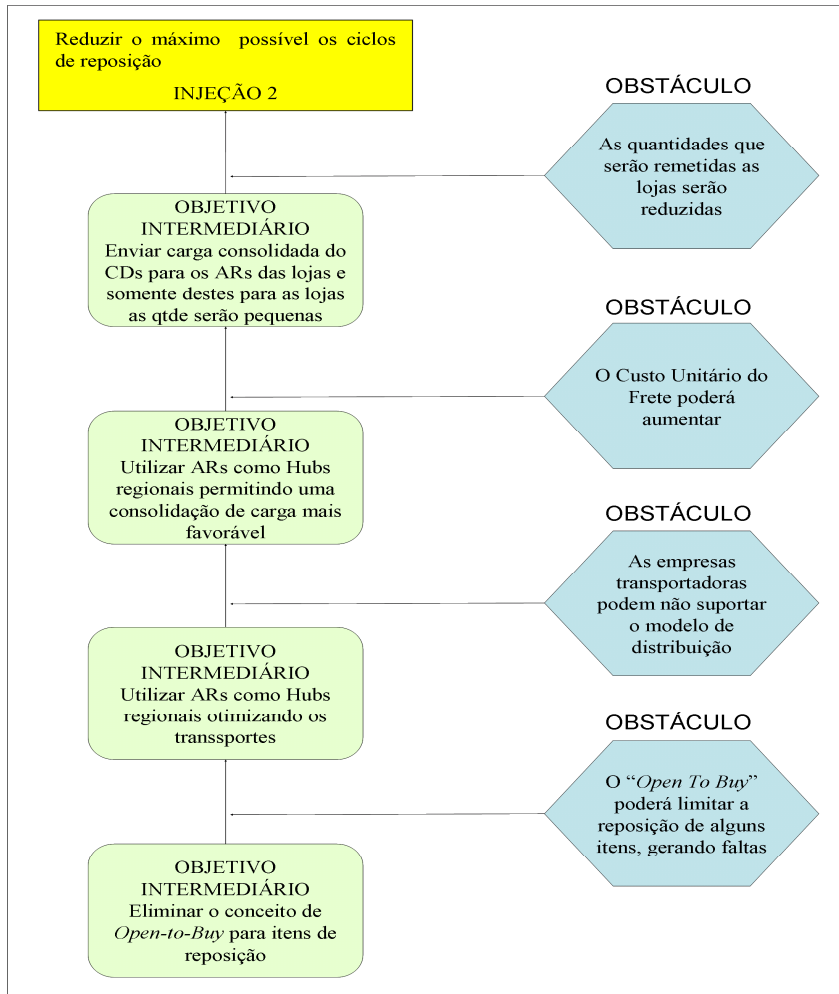 Reduzir o máximo possível os ciclos
de reposição
INJEÇÃO 2
OBSTÁCULO
As quantidades que
serão remetidas as
lojas serão
reduzidas
OBJETIVO
INTERMEDIÁRIO
Enviar carga consolidada do
CDs para os ARs das lojas e
somente destes para as lojas
as qtde serão pequenas
OBSTÁCULO
O Custo Unitário do
Frete poderá
aumentar
OBJETIVO
INTERMEDIÁRIO
Utilizar ARs como Hubs
regionais permitindo uma
consolidação de carga mais
favorável
OBSTÁCULO
As empresas
transportadoras
podem não suportar
o modelo de
distribuição
OBJETIVO
INTERMEDIÁRIO
Utilizar ARs como Hubs
regionais otimizando os
transsportes
OBSTÁCULO
O “Open To Buy”
poderá limitar a
reposição de alguns
itens, gerando faltas
OBJETIVO
INTERMEDIÁRIO
Eliminar o conceito de
Open-to-Buy para itens de
reposição